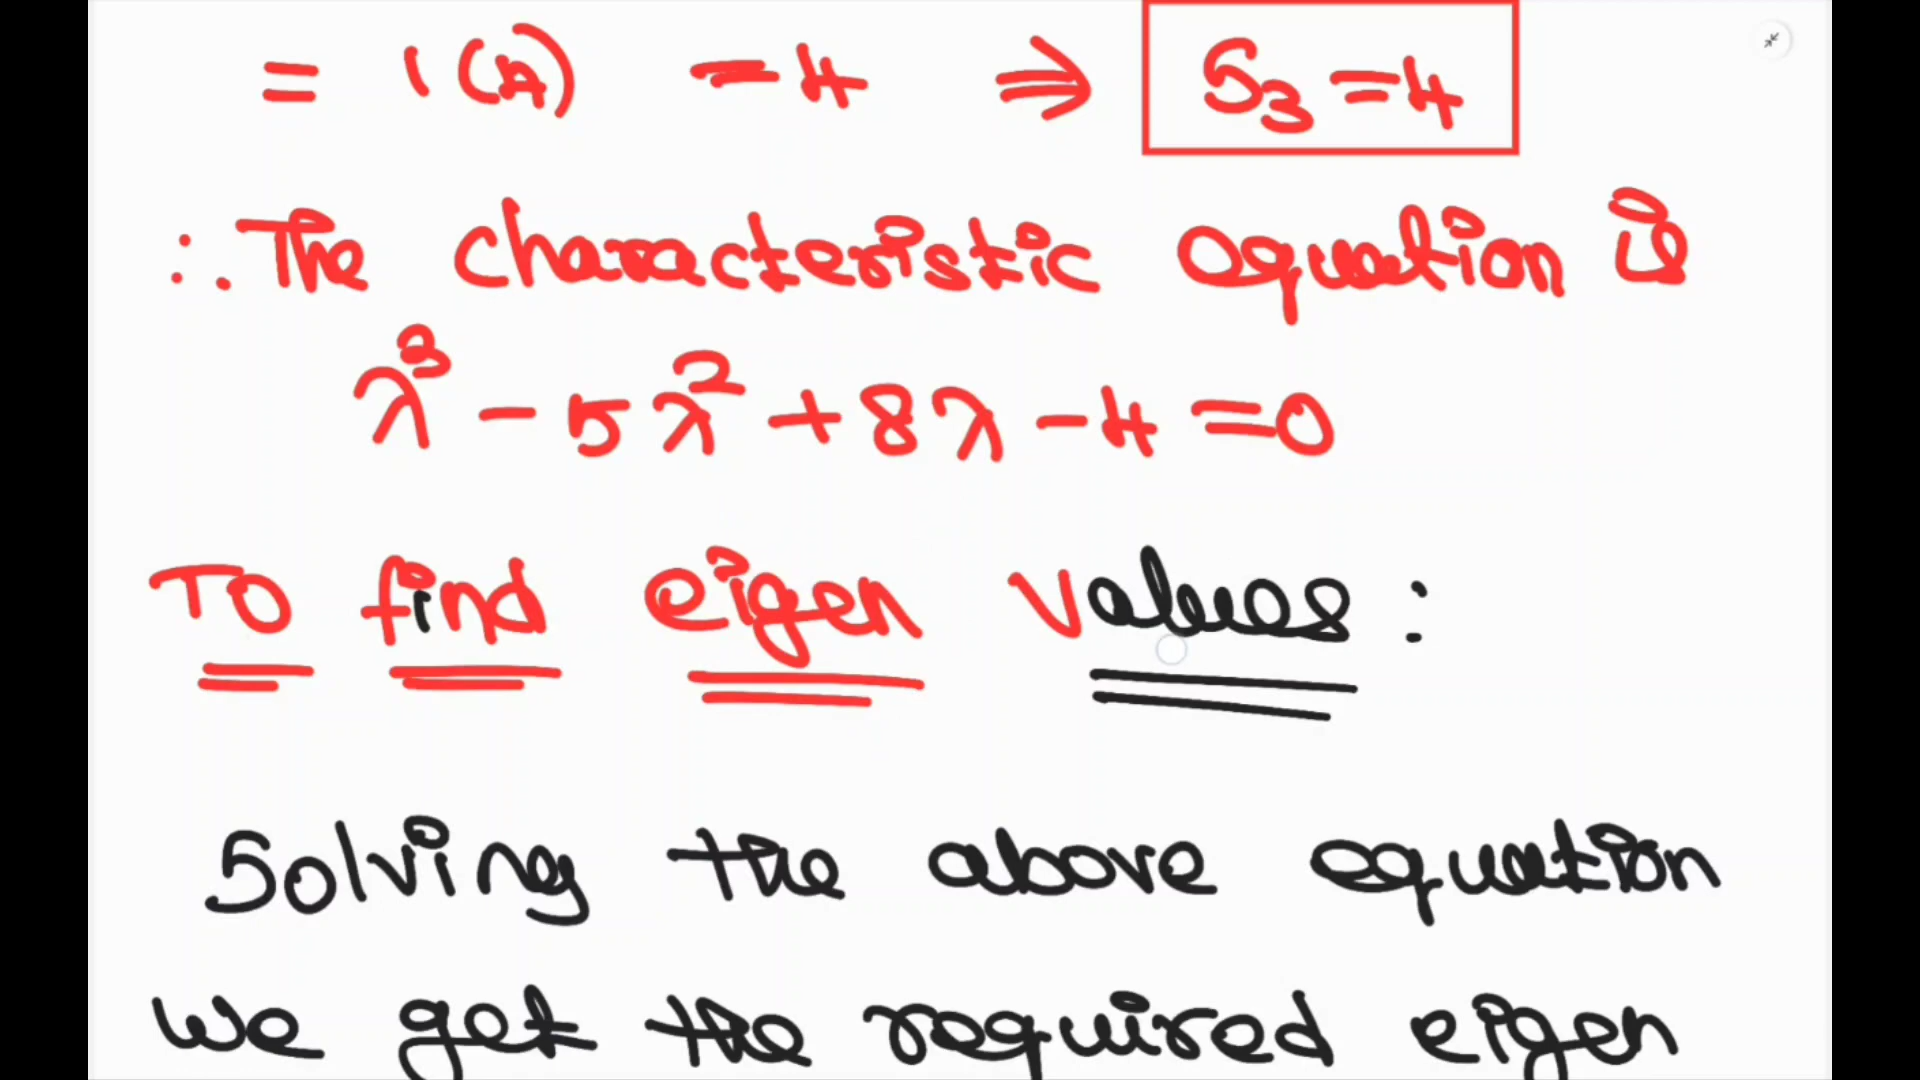 = 1(4) = 4 ⇒ S₃ = 4
∴ The characteristic equation is
λ³ - 5λ² + 8λ - 4 = 0
To find eigen values :
Solving the above equation
we get the required eigen